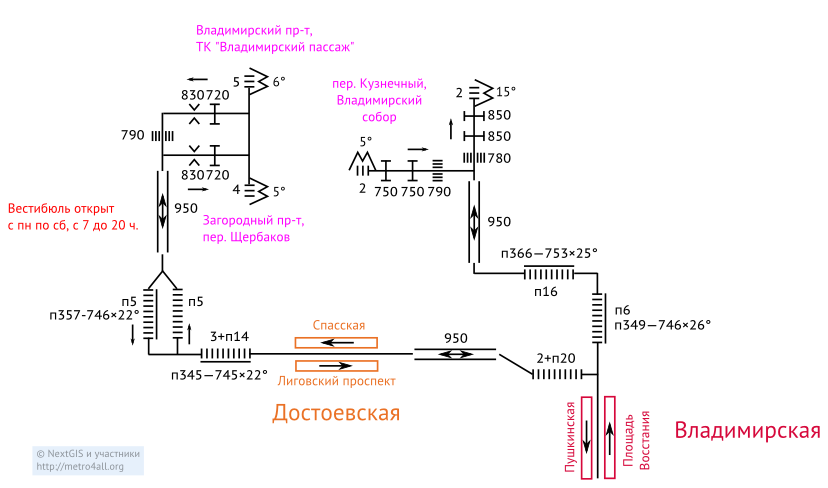 Владимирский пр-т,
ТК "Владимирский пассаж"
5
6°
830 720
790
830 720
4
5°
Загородный пр-т,
пер. Щербаков
Вестибюль открыт
с пн по сб, с 7 до 20 ч.
950
пер. Кузнечный,
Владимирский
собор
2
15°
850
850
780
5°
2
750 750 790
950
п366—753×25°
п16
п6
п349—746×26°
п5
п5
п357-746×22°
3+п14
п345—745×22°
Спасская
Лиговский проспект
Достоевская
950
2+п20
Пушкинская
Площадь
Восстания
Владимирская
© NextGIS и участники
http://metro4all.org